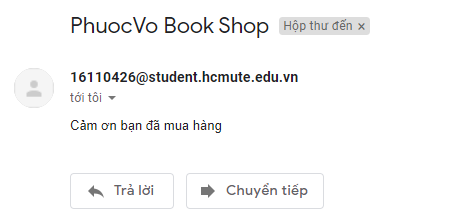 PhuocVo Book Shop Hộp thư đến ×
16110426@student.hcmute.edu.vn
tới tôi
Cảm ơn bạn đã mua hàng
Trả lời Chuyển tiếp